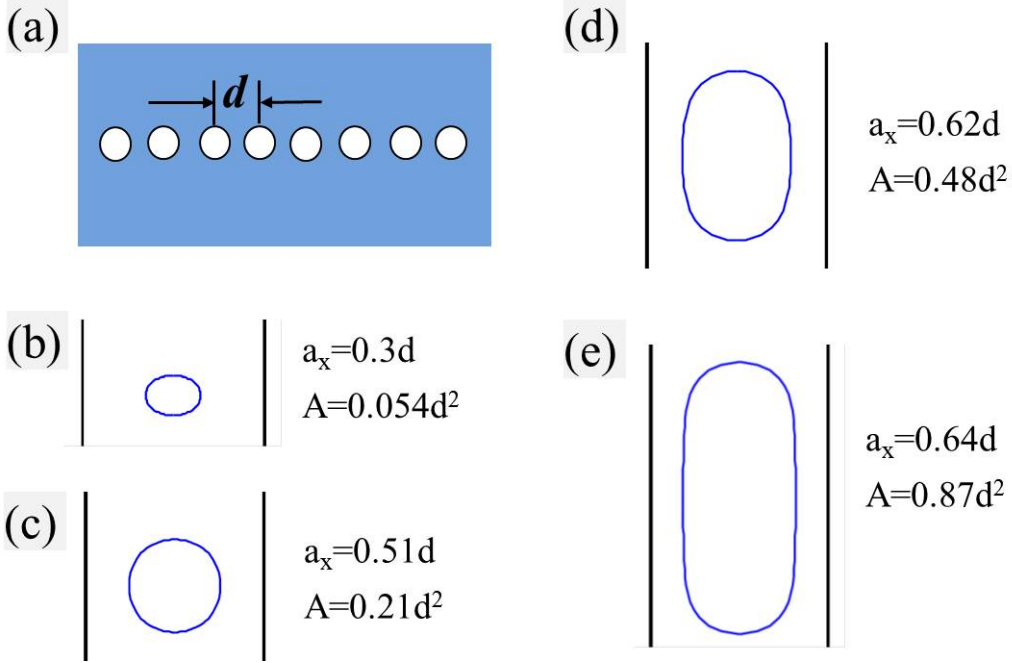 (a)
d
(b)
aₓ=0.3d
A=0.054d²
(c)
aₓ=0.51d
A=0.21d²
(d)
aₓ=0.62d
A=0.48d²
(e)
aₓ=0.64d
A=0.87d²